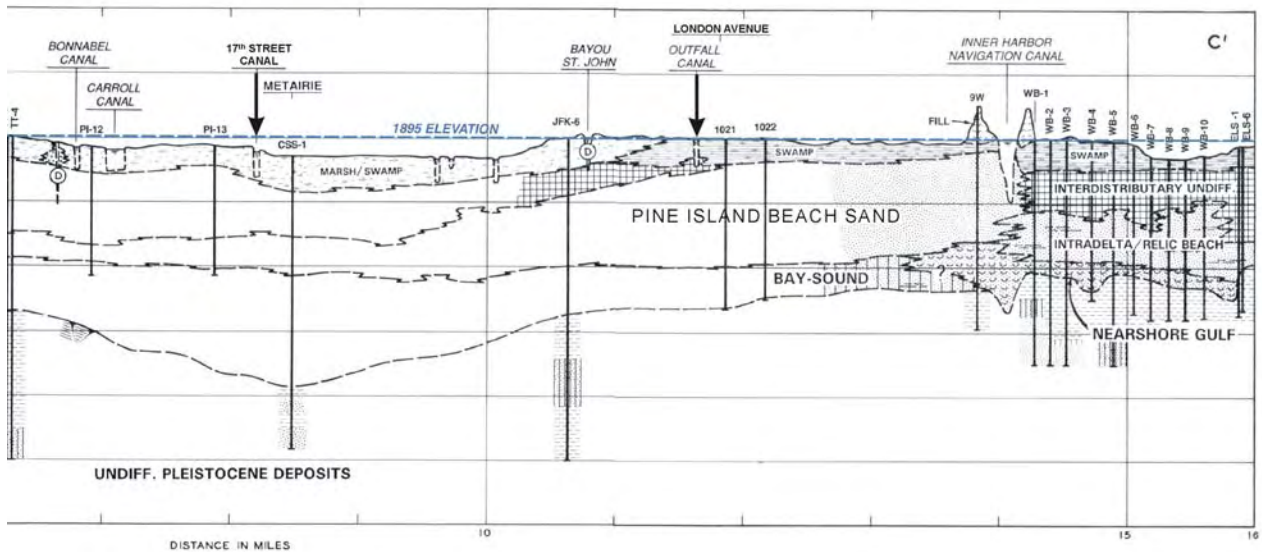 BONNABEL
CANAL
CARROLL
CANAL
17th STREET
CANAL
METAIRIE
BAYOU
ST. JOHN
LONDON AVENUE
OUTFALL
CANAL
INNER HARBOR
NAVIGATION CANAL
C'
TT-4
PI-12
PI-13
CSS-1
1895 ELEVATION
JFK-6
1021
1022
9W
FILL
WB-1
WB-2
WB-3
WB-4
WB-5
WB-6
WB-7
WB-8
WB-9
WB-10
ELS-1
ELS-6
D
D
MARSH/SWAMP
SWAMP
SWAMP
INTERDISTRIBUTARY UNDIFF.
PINE ISLAND BEACH SAND
INTRADELTA/RELIC BEACH
BAY-SOUND
?
NEARSHORE GULF
UNDIFF. PLEISTOCENE DEPOSITS
10
15
16
DISTANCE IN MILES